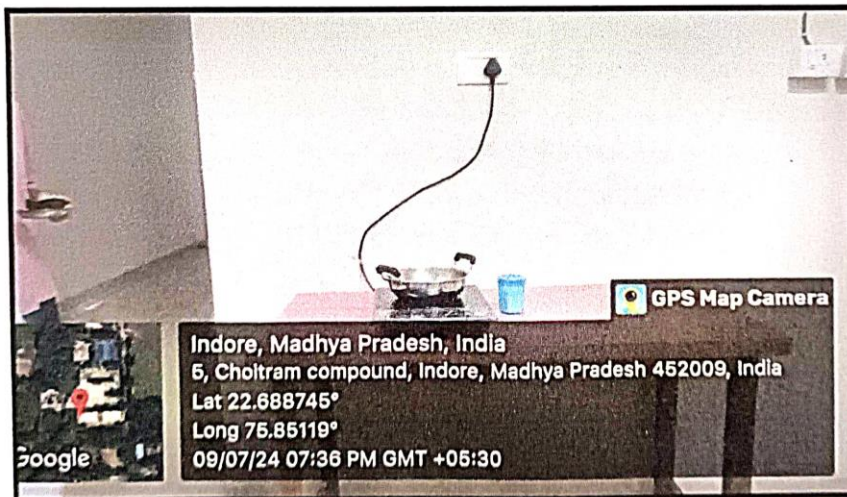 GPS Map Camera
Indore, Madhya Pradesh, India
5, Choitram compound, Indore, Madhya Pradesh 452009, India
Lat 22.688745°
Long 75.85119°
09/07/24 07:36 PM GMT +05:30
Google